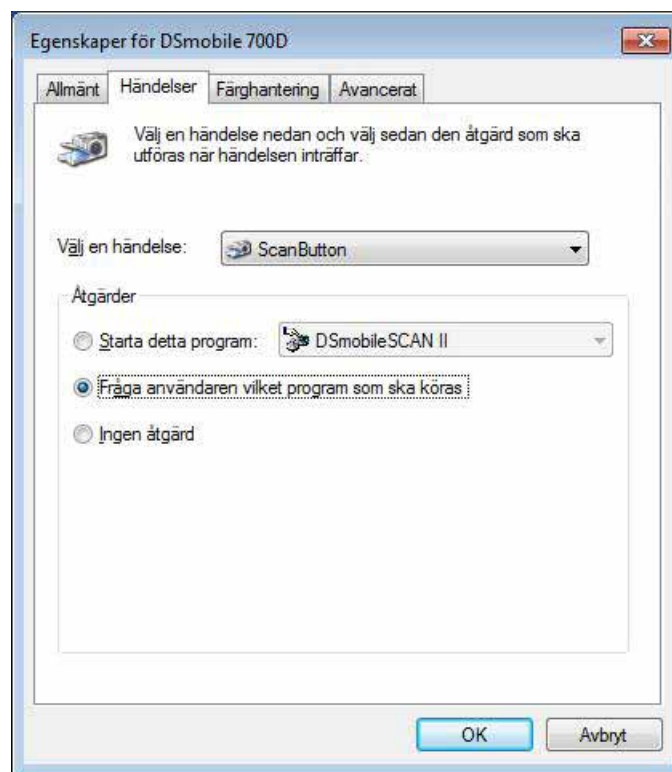 Egenskaper för DSmobile 700D
Allmänt Händelser Färghantering Avancerat
Välj en händelse nedan och välj sedan den åtgärd som ska
utföras när händelsen inträffar.
Välj en händelse: ScanButton
Åtgärder
Starta detta program: DSmobileSCAN II
Fråga användaren vilket program som ska köras
Ingen åtgärd
OK Avbryt